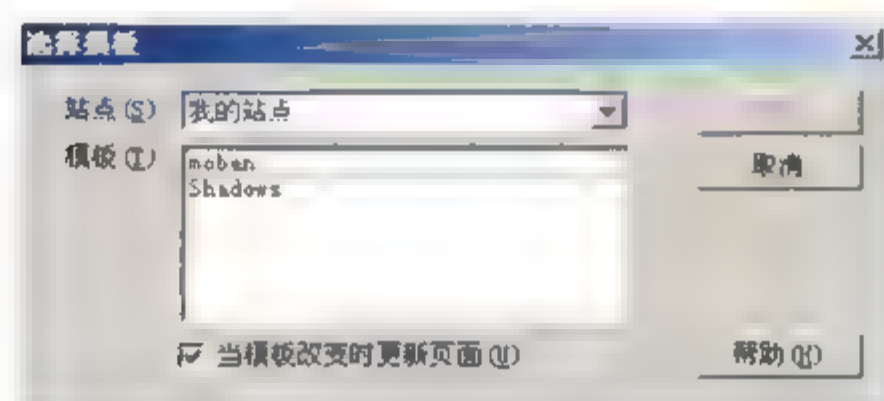 选择模板
站点(S) 我的站点
模板(T) moben
Shadows
取消
当模板改变时更新页面(U)
帮助(H)